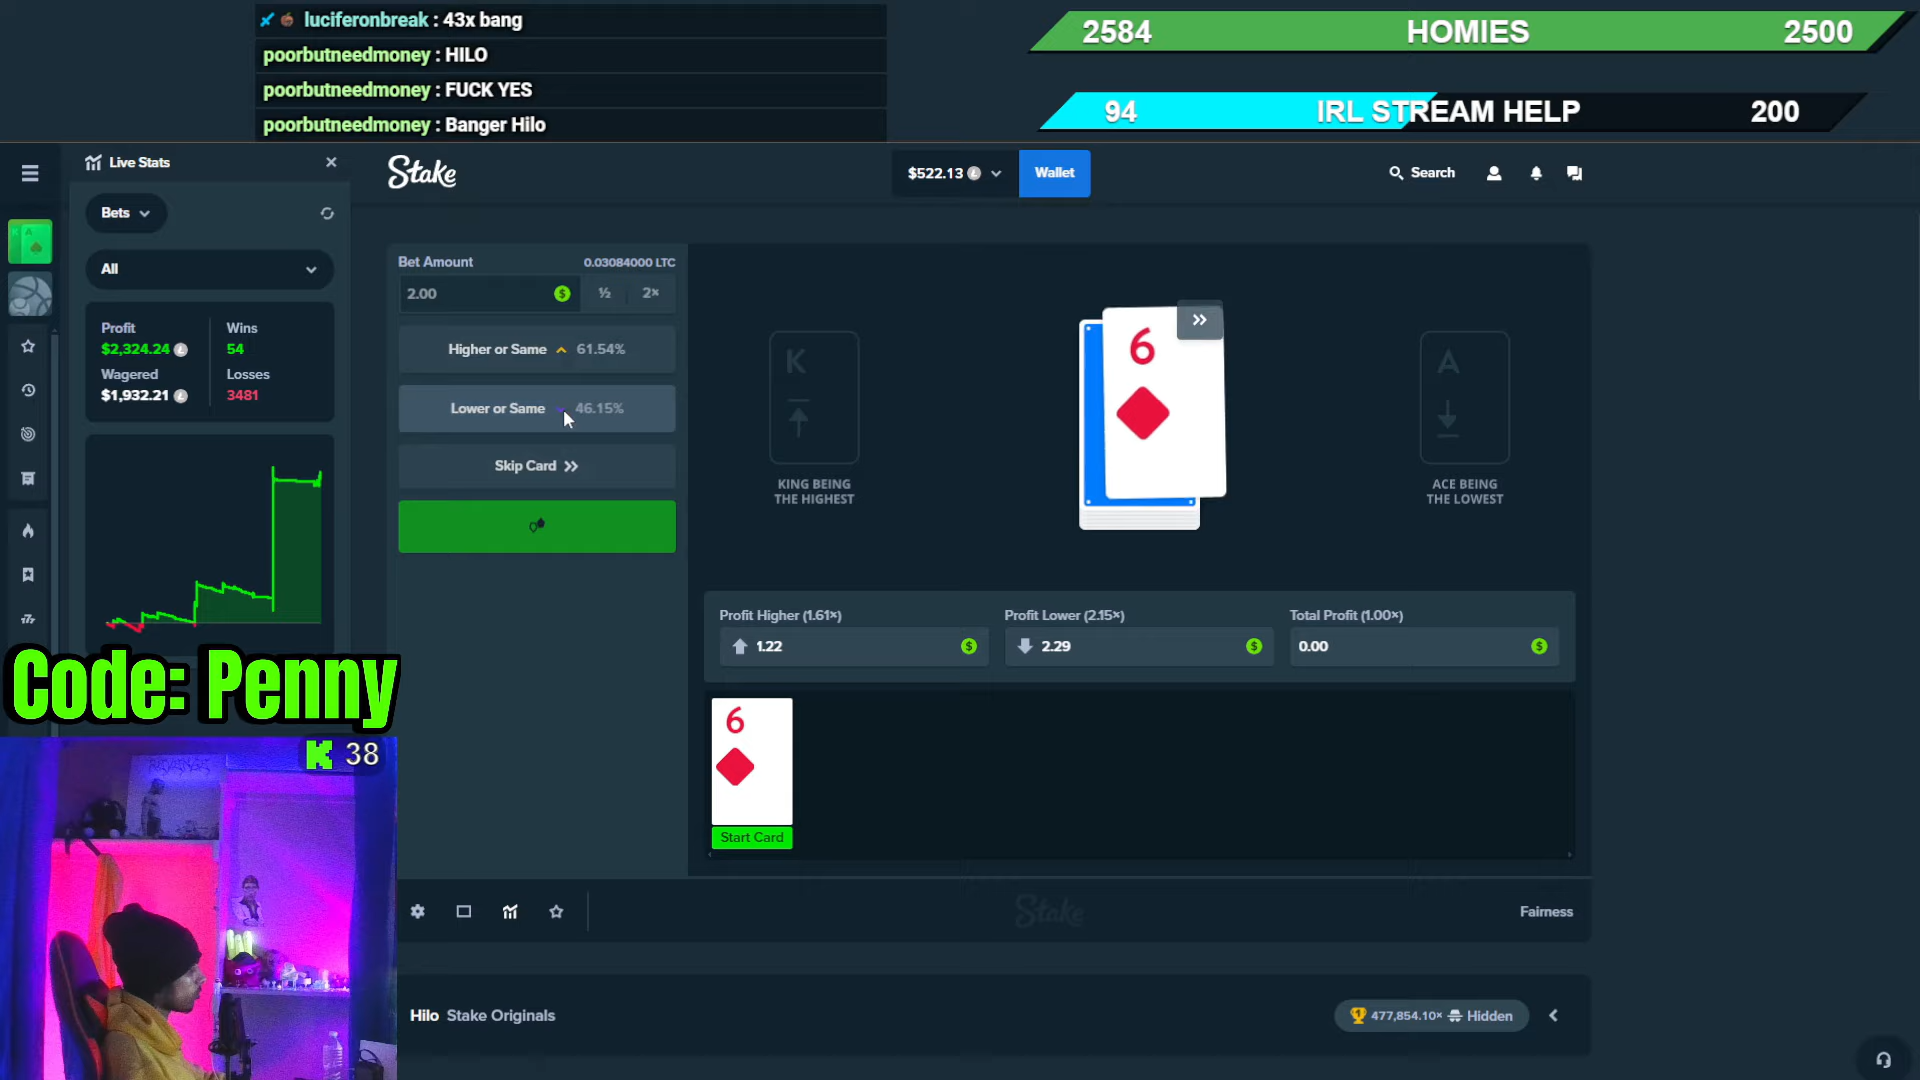 luciferonbreak : 43x bang
poorbutneedmoney : HILO
poorbutneedmoney : FUCK YES
poorbutneedmoney : Banger Hilo
2584 HOMIES 2500
94 IRL STREAM HELP 200
Live Stats
Stake
$522.13
Wallet
Search
Bets
All
Profit
$2,324.24
Wins
54
Wagered
$1,932.21
Losses
3481
Bet Amount 0.03084000 LTC
2.00 $ ½ 2×
Higher or Same 61.54%
Lower or Same 46.15%
Skip Card
K
KING BEING
THE HIGHEST
6
A
ACE BEING
THE LOWEST
Profit Higher (1.61×)
1.22 $
Profit Lower (2.15×)
2.29 $
Total Profit (1.00×)
0.00 $
6
Start Card
Code: Penny
K 38
Stake
Fairness
Hilo Stake Originals
477,854.10× Hidden